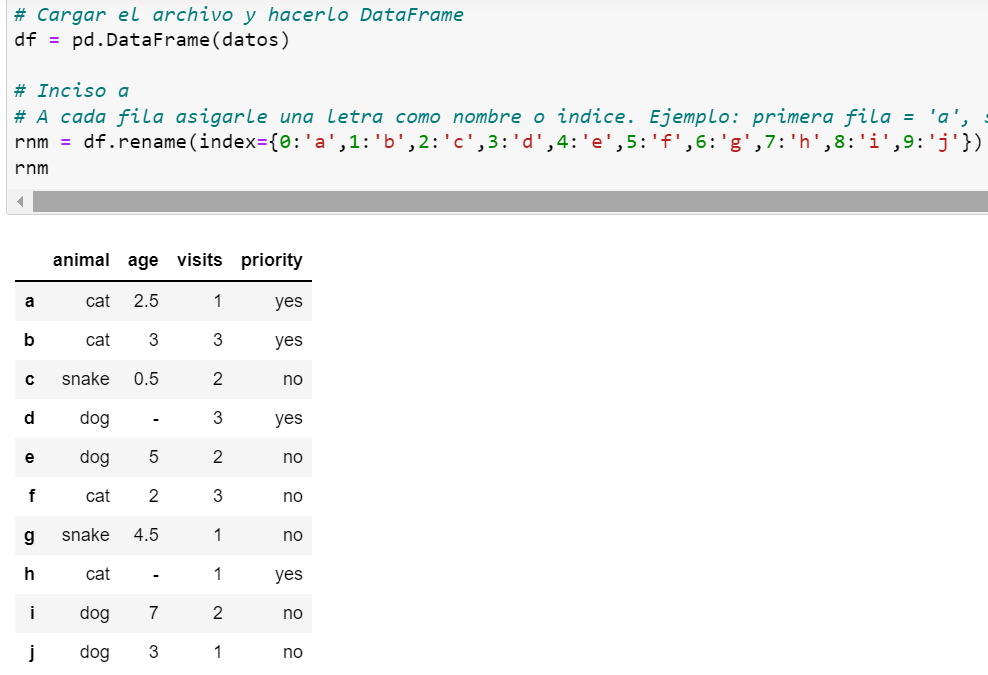 # Cargar el archivo y hacerlo DataFrame
df = pd.DataFrame(datos)
# Inciso a
# A cada fila asigarle una letra como nombre o indice. Ejemplo: primera fila = 'a',
rnm = df.rename(index={0:'a',1:'b',2:'c',3:'d',4:'e',5:'f',6:'g',7:'h',8:'i',9:'j'})
rnm
animal age visits priority
a cat 2.5 1 yes
b cat 3 3 yes
c snake 0.5 2 no
d dog - 3 yes
e dog 5 2 no
f cat 2 3 no
g snake 4.5 1 no
h cat - 1 yes
i dog 7 2 no
j dog 3 1 no